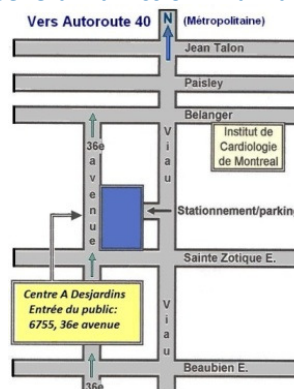 Vers Autoroute 40
N
(Métropolitaine)
Jean Talon
Paisley
Bélanger
Institut de
Cardiologie
de Montreal
36e
avenue
Viau
Stationnement/parking
Sainte Zotique E.
Centre A Desjardins
Entrée du public:
6755, 36e avenue
Viau
Beaubien E.
36e